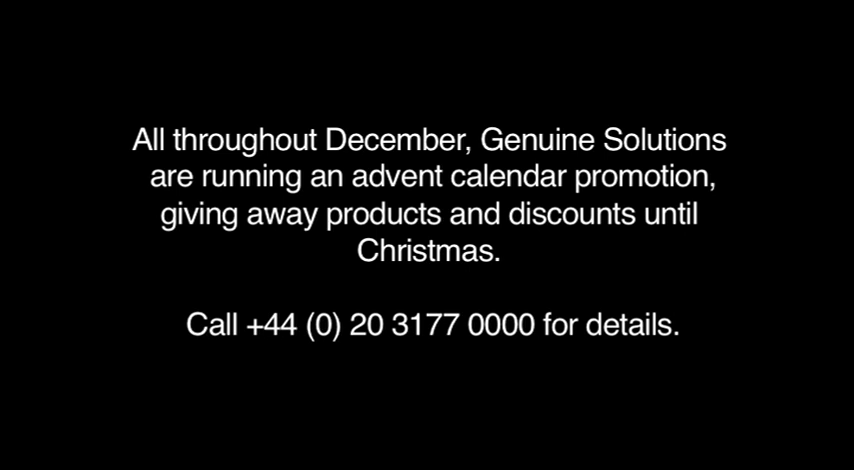 All throughout December, Genuine Solutions
are running an advent calendar promotion,
giving away products and discounts until
Christmas.
Call +44 (0) 20 3177 0000 for details.